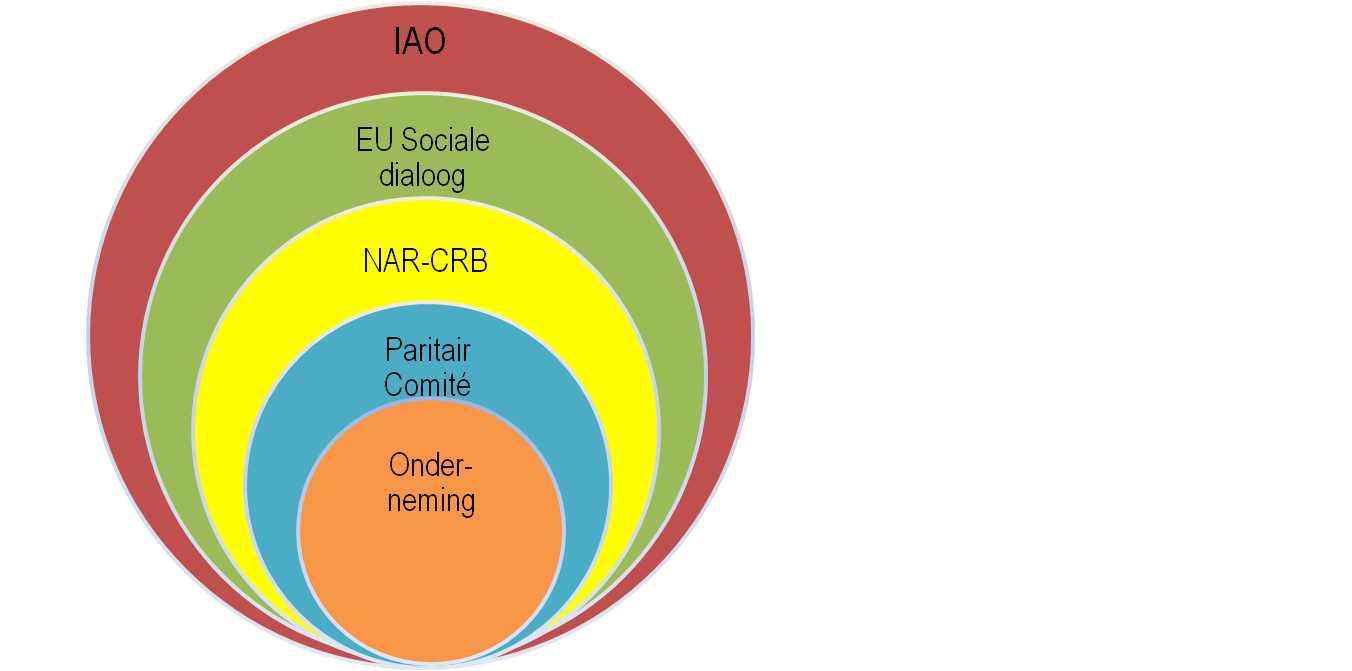 IAO
EU Sociale
dialoog
NAR-CRB
Paritair
Comité
Onder-
neming